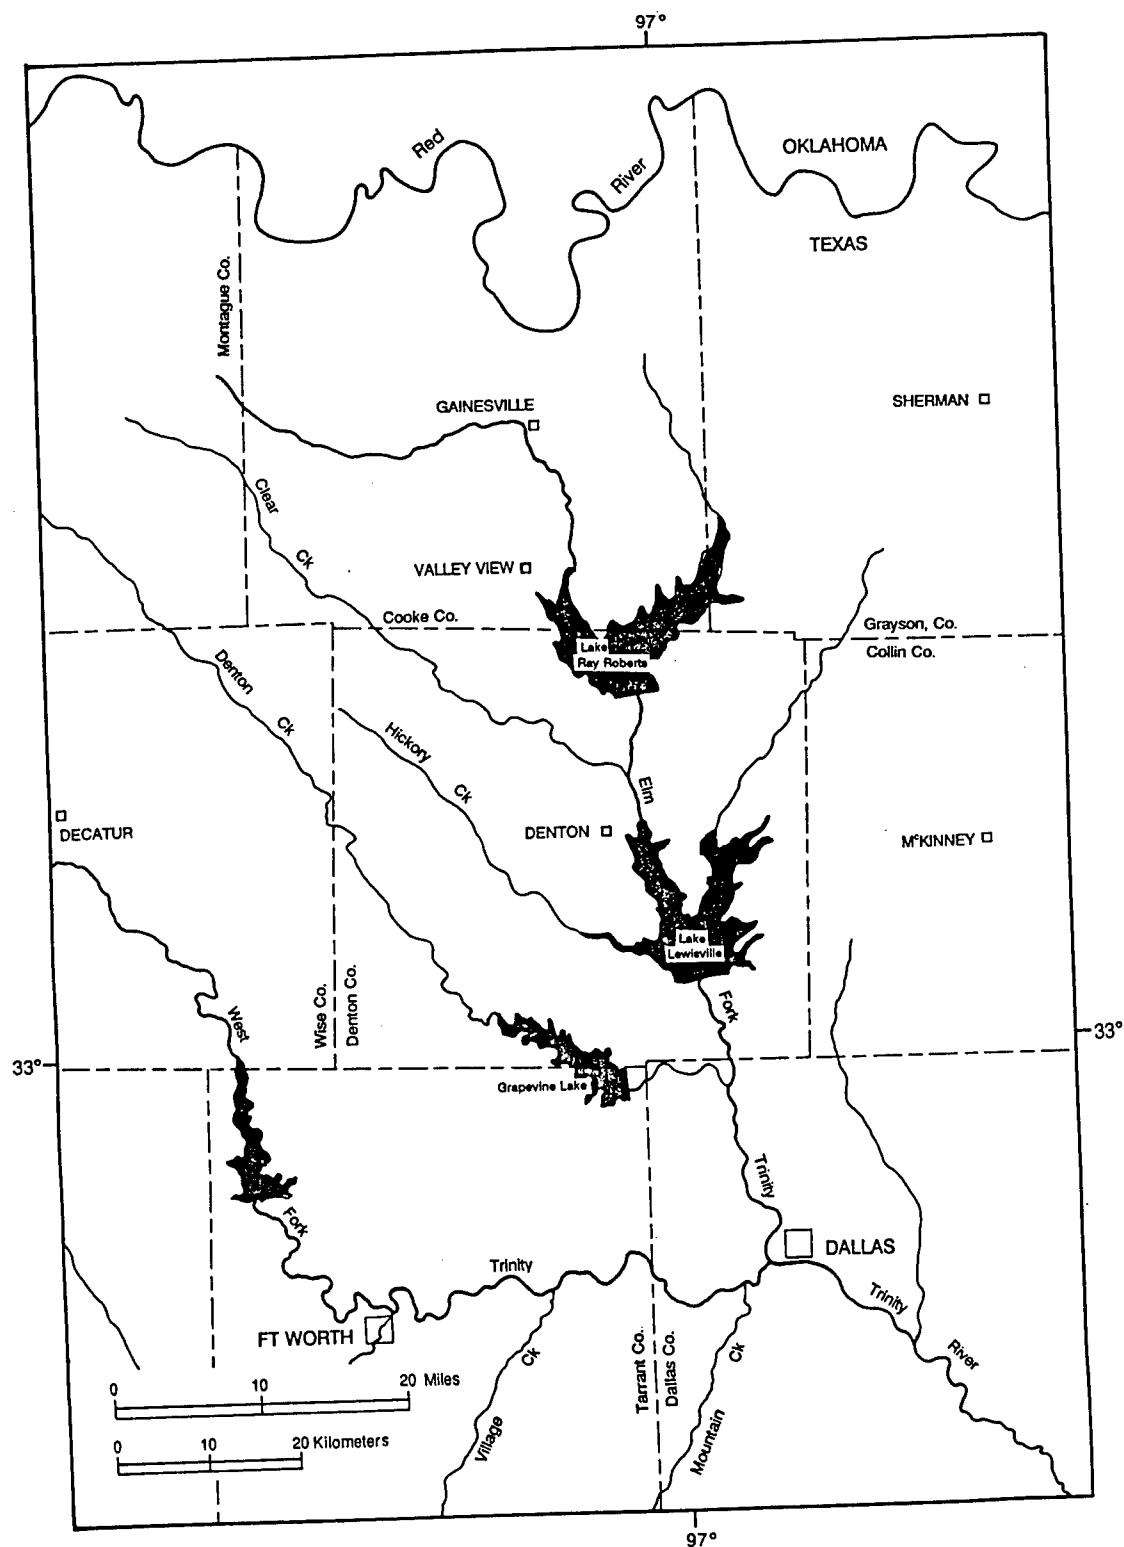 97°
Red
River
OKLAHOMA
TEXAS
Montague Co.
GAINESVILLE
SHERMAN
Clear
Ck
VALLEY VIEW
Cooke Co.
Grayson, Co.
Collin Co.
Lake
Ray Roberts
Denton
Ck
Hickory
Ck
Elm
DECATUR
DENTON
McKINNEY
Lake
Lewisville
Wise Co.
Denton Co.
West
Fork
33°
33°
Grapevine Lake
Trinity
Fork
Trinity
DALLAS
Trinity
River
FT WORTH
Village
Ck
Tarrant Co.
Dallas Co.
Mountain
Ck
0 10 20 Miles
0 10 20 Kilometers
97°